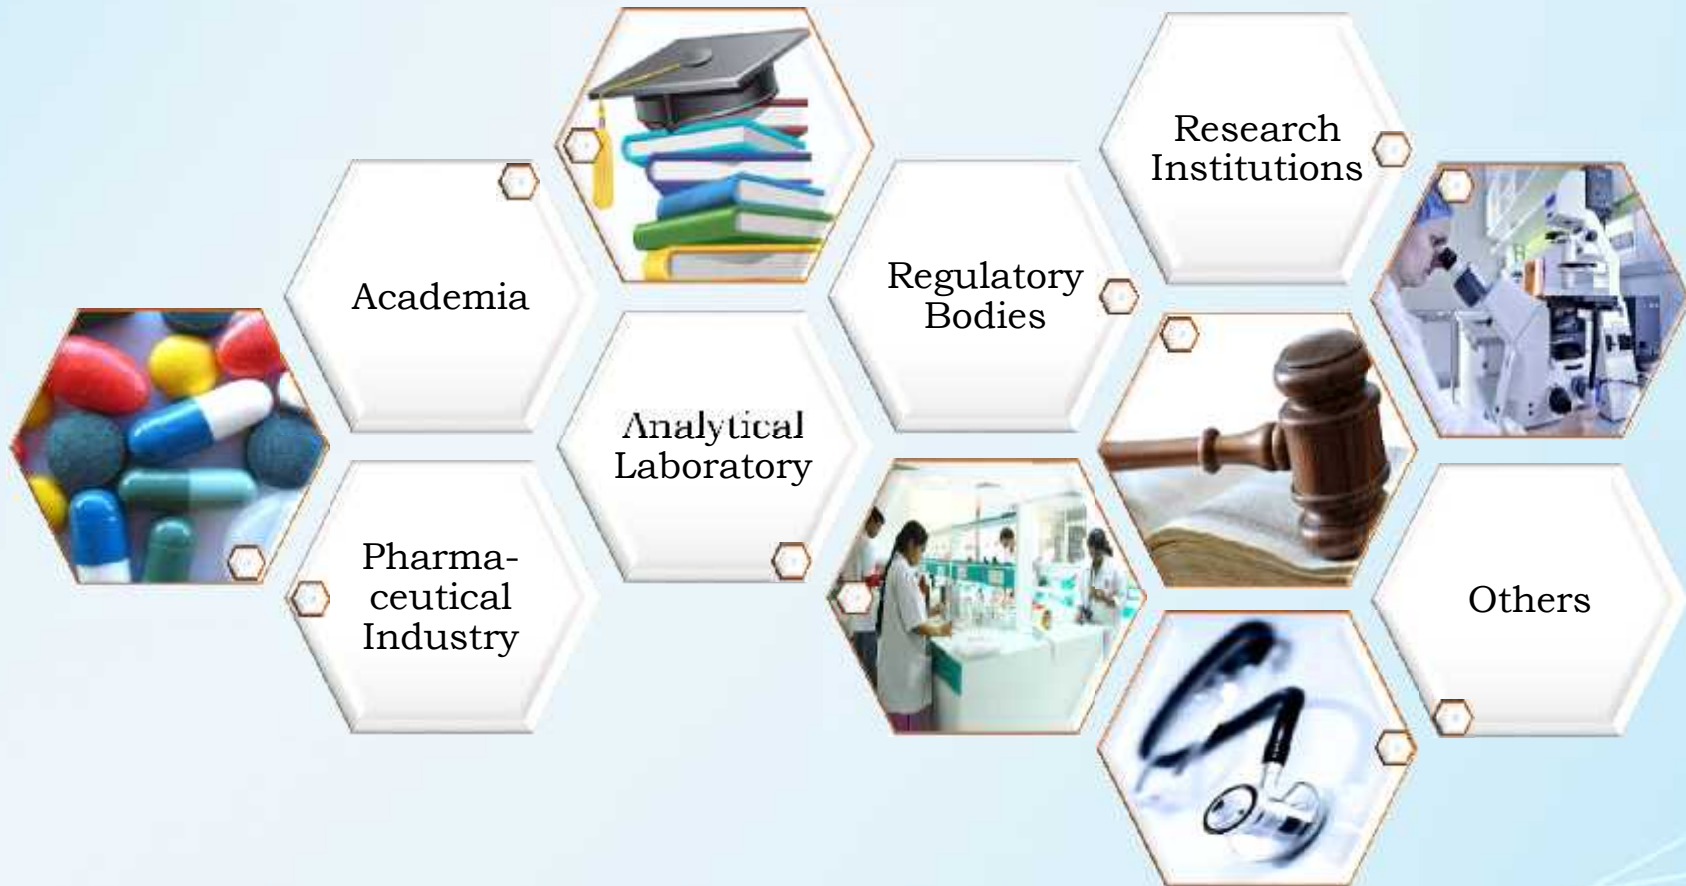 Academia
Pharma-
ceutical
Industry
Analytical
Laboratory
Regulatory
Bodies
Research
Institutions
Others